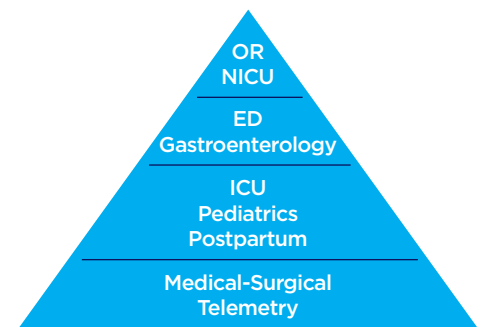 OR
NICU
ED
Gastroenterology
ICU
Pediatrics
Postpartum
Medical-Surgical
Telemetry